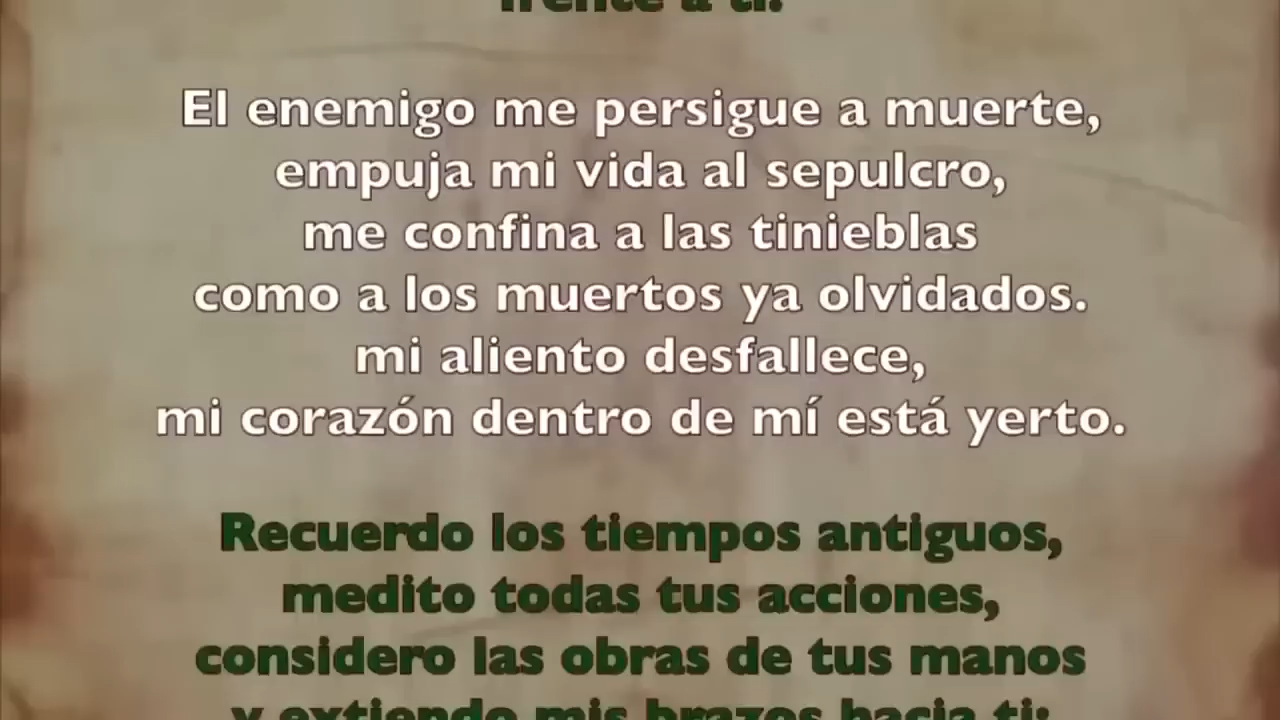 frente a ti.
El enemigo me persigue a muerte,
empuja mi vida al sepulcro,
me confina a las tinieblas
como a los muertos ya olvidados.
mi aliento desfallece,
mi corazón dentro de mí está yerto.
Recuerdo los tiempos antiguos,
medito todas tus acciones,
considero las obras de tus manos
y extiendo mis brazos hacia ti: